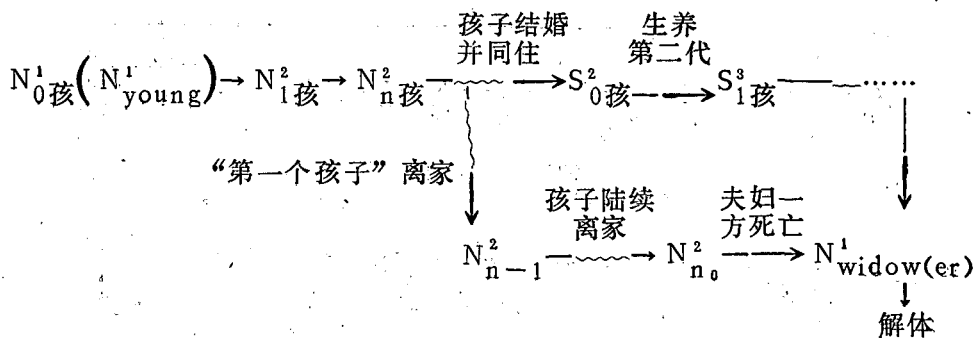 孩子结婚 生养
并同住 第二代
N¹₀孩(N¹young)→N²₁孩→N²ₙ孩→S²₀孩→S³₁孩—……
“第一个孩子”离家
孩子陆续 夫妇一
离家 方死亡
N²ₙ₋₁→N²n₀→N¹widow(er)
解体